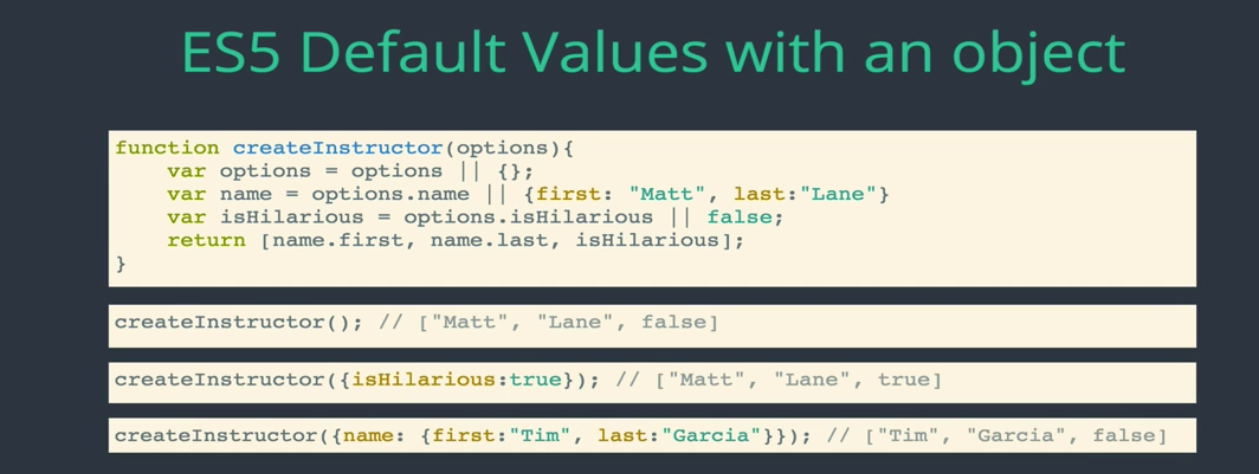 ES5 Default Values with an object
function createInstructor(options){
    var options = options || {};
    var name = options.name || {first: "Matt", last:"Lane"}
    var isHilarious = options.isHilarious || false;
    return [name.first, name.last, isHilarious];
}
createInstructor(); // ["Matt", "Lane", false]
createInstructor({isHilarious:true}); // ["Matt", "Lane", true]
createInstructor({name: {first:"Tim", last:"Garcia"}}); // ["Tim", "Garcia", false]